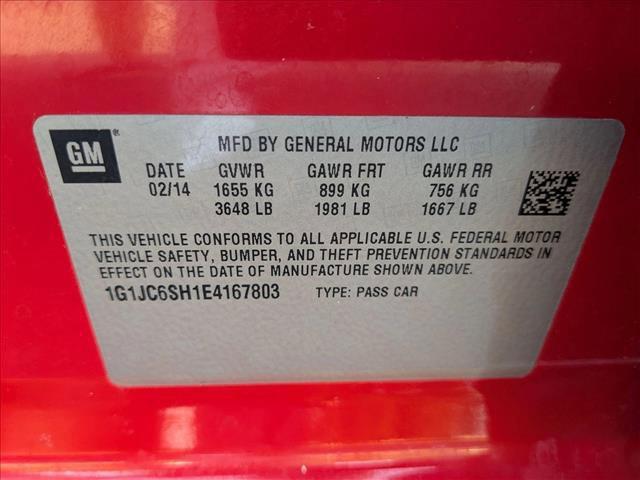 GM® MFD BY GENERAL MOTORS LLC
DATE GVWR GAWR FRT GAWR RR
02/14 1655 KG 899 KG 756 KG
3648 LB 1981 LB 1667 LB
THIS VEHICLE CONFORMS TO ALL APPLICABLE U.S. FEDERAL MOTOR
VEHICLE SAFETY, BUMPER, AND THEFT PREVENTION STANDARDS IN
EFFECT ON THE DATE OF MANUFACTURE SHOWN ABOVE.
1G1JC6SH1E4167803 TYPE: PASS CAR